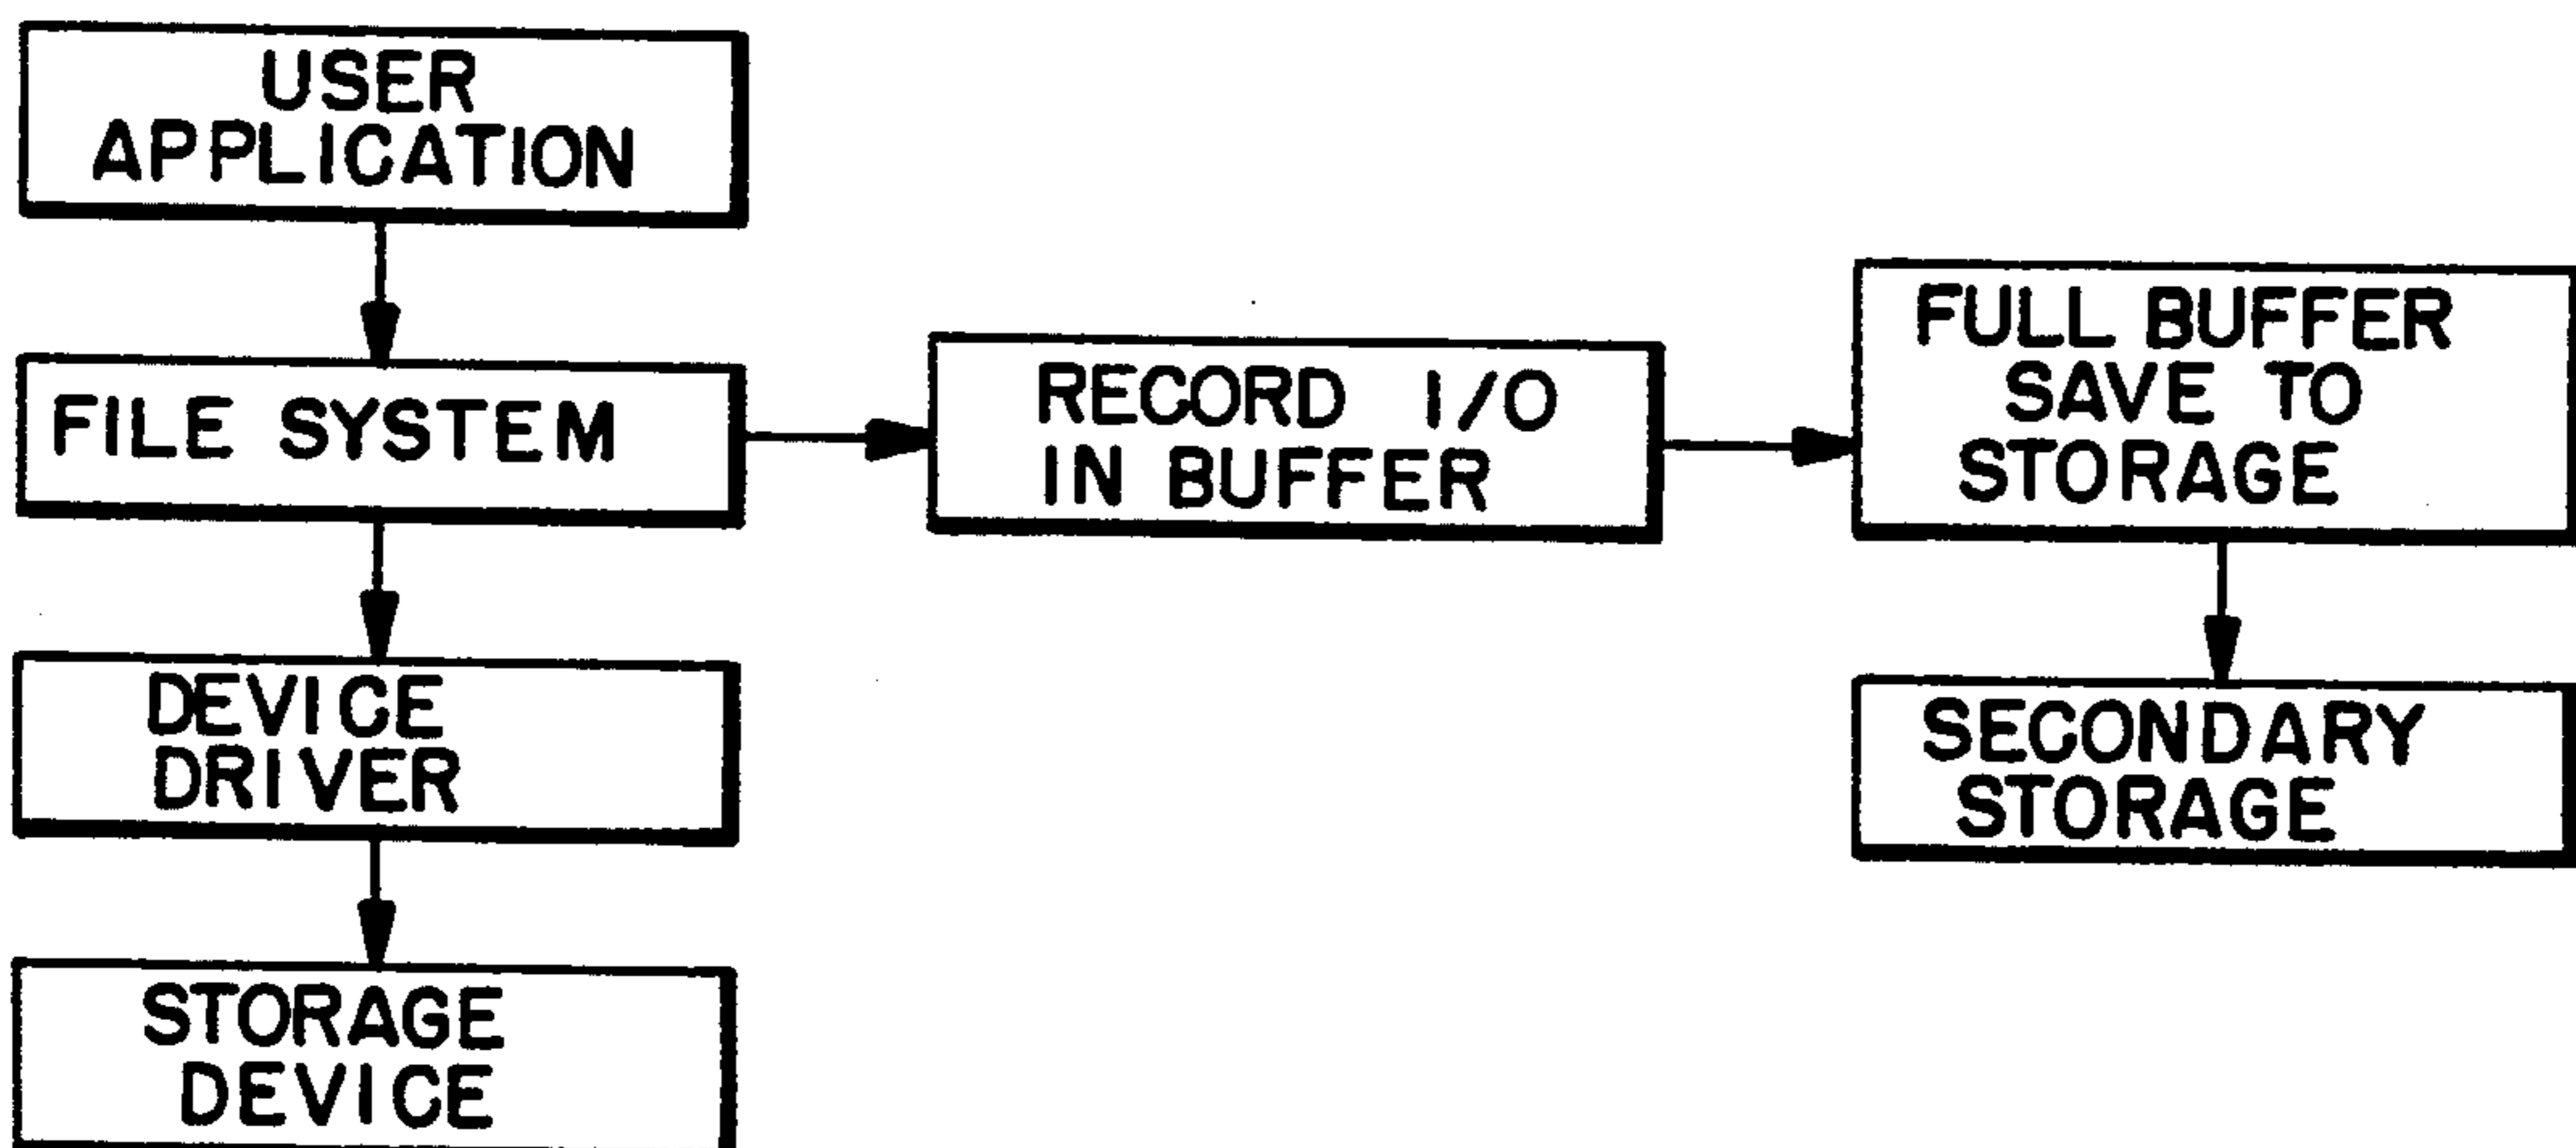 USER
APPLICATION
FILE SYSTEM
RECORD I/O
IN BUFFER
FULL BUFFER
SAVE TO
STORAGE
DEVICE
DRIVER
SECONDARY
STORAGE
STORAGE
DEVICE